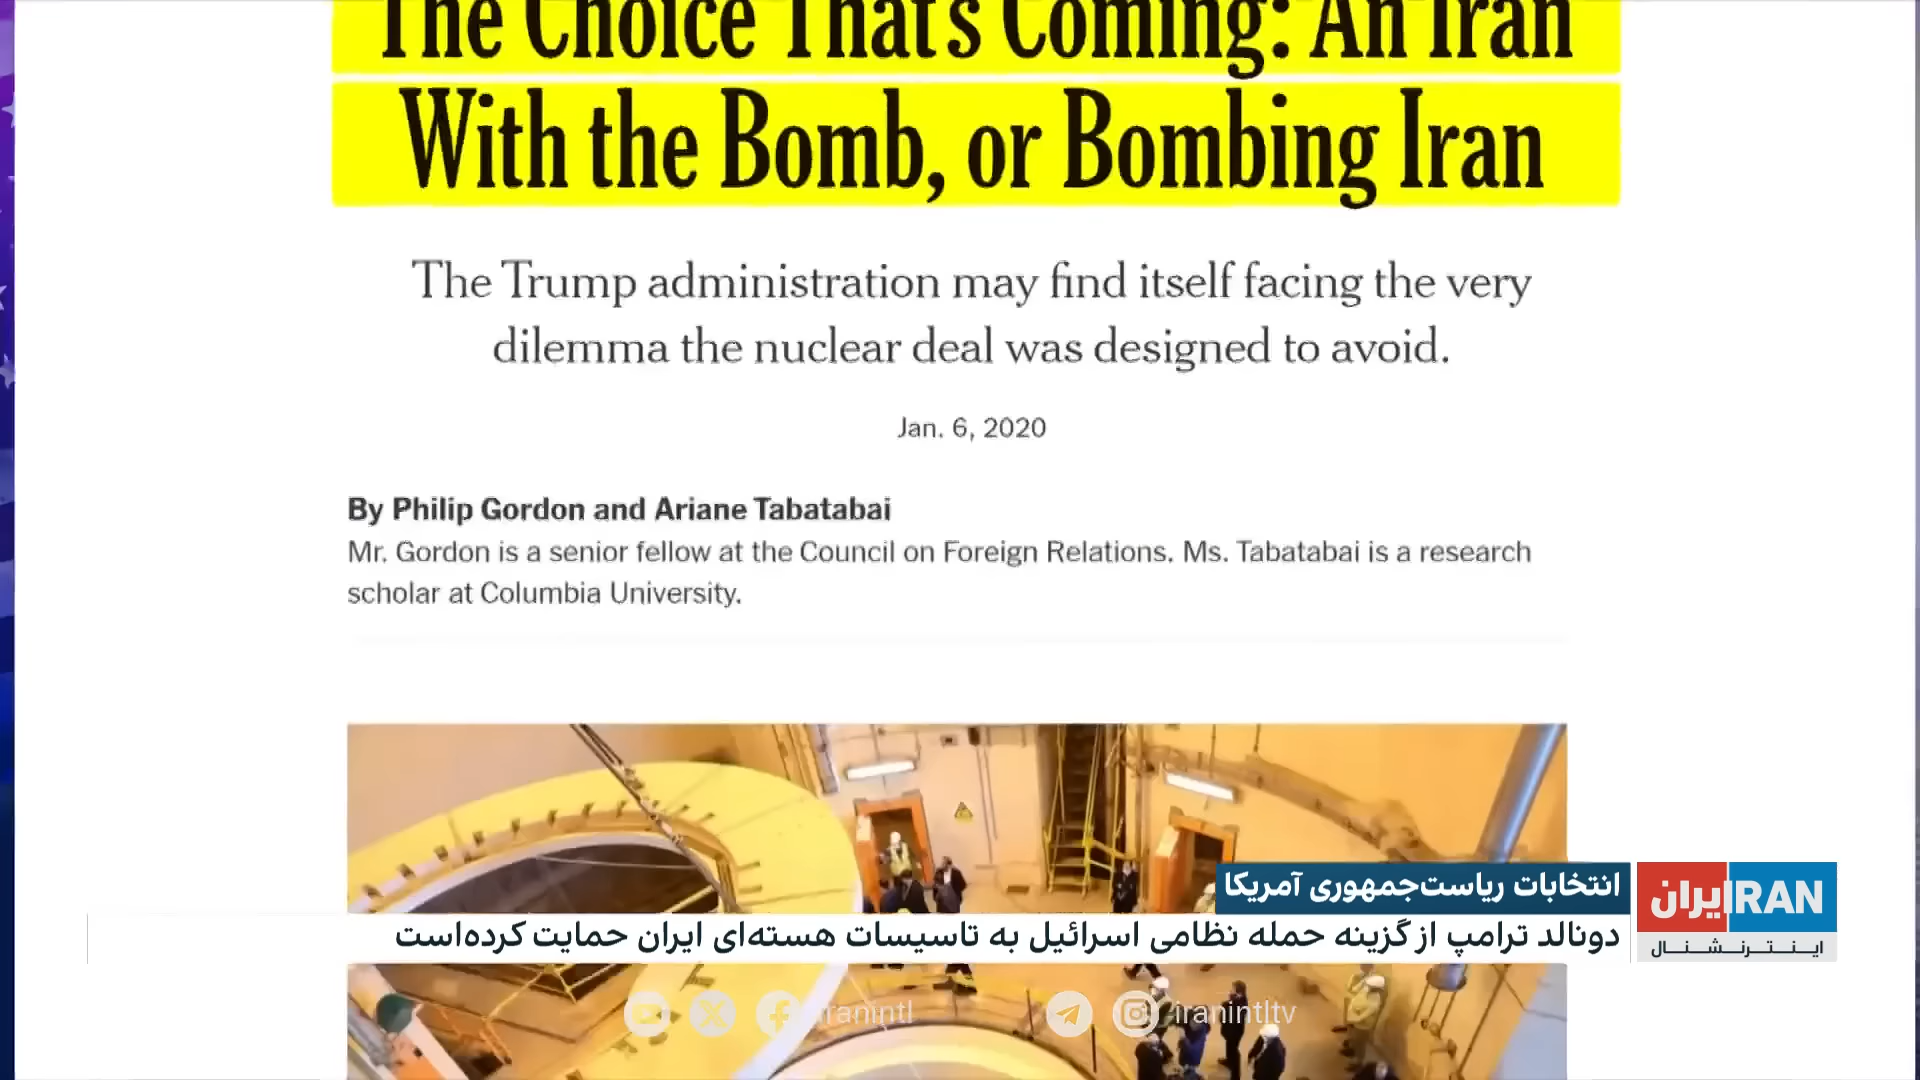 The Choice That's Coming: An Iran
With the Bomb, or Bombing Iran
The Trump administration may find itself facing the very
dilemma the nuclear deal was designed to avoid.
Jan. 6, 2020
By Philip Gordon and Ariane Tabatabai
Mr. Gordon is a senior fellow at the Council on Foreign Relations. Ms. Tabatabai is a research
scholar at Columbia University.
انتخابات ریاست‌جمهوری آمریکا
دونالد ترامپ از گزینه حمله نظامی اسرائیل به تاسیسات هسته‌ای ایران حمایت کرده‌است
ایران IRAN
اینترنشنال
iranintl
iranintltv